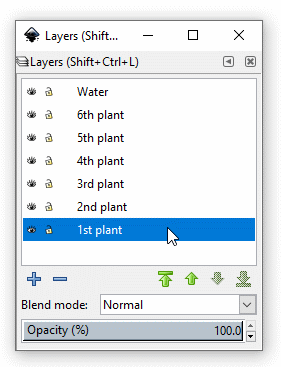 Layers (Shift...
Layers (Shift+Ctrl+L)
Water
6th plant
5th plant
4th plant
3rd plant
2nd plant
1st plant
Blend mode: Normal
Opacity (%) 100.0